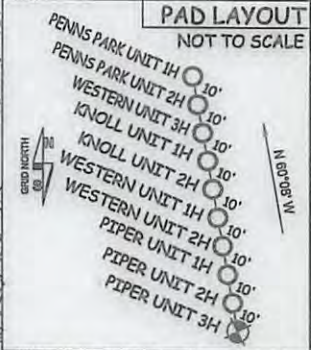 PAD LAYOUT
NOT TO SCALE
PENNS PARK UNIT 1H
10'
PENNS PARK UNIT 2H
10'
WESTERN UNIT 3H
10'
KNOLL UNIT 1H
10'
KNOLL UNIT 2H
10'
WESTERN UNIT 1H
10'
WESTERN UNIT 2H
10'
PIPER UNIT 1H
10'
PIPER UNIT 2H
10'
PIPER UNIT 3H
GRID NORTH
N 60°08' W